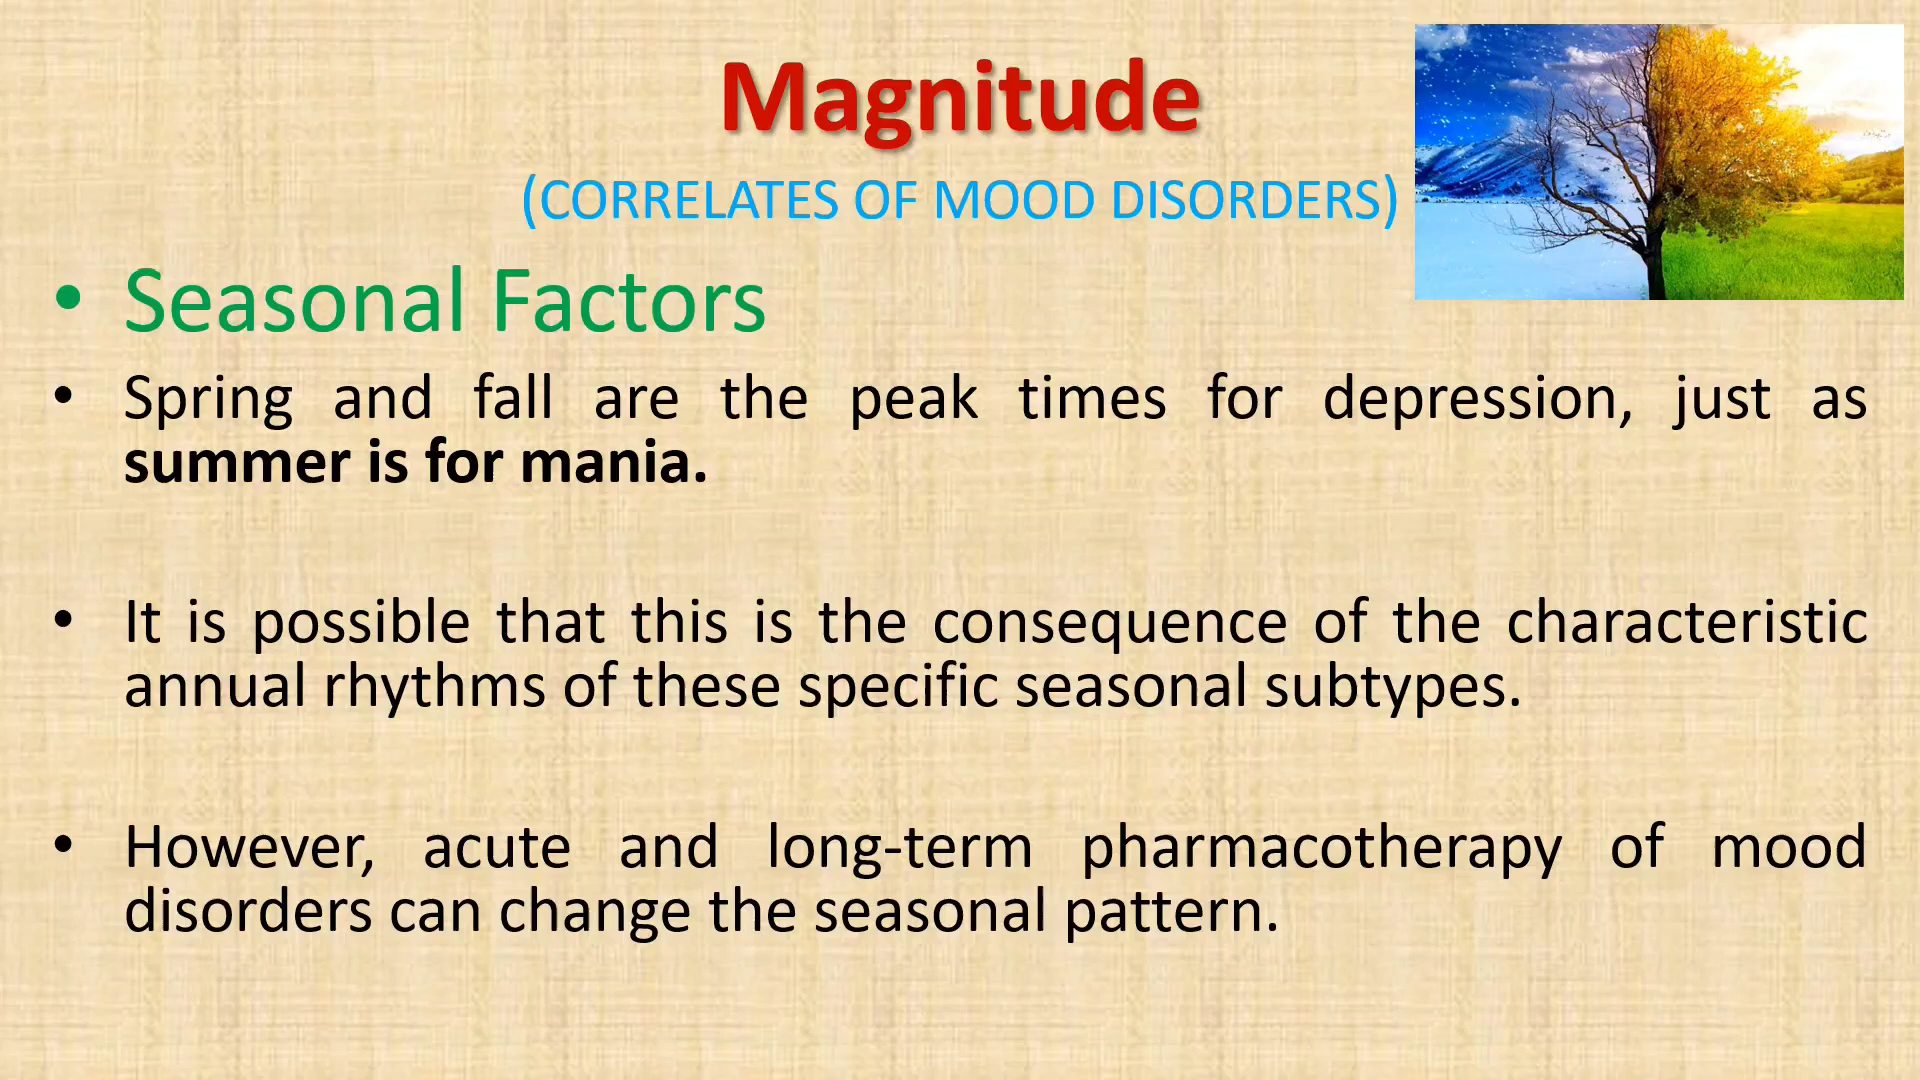 Magnitude
(CORRELATES OF MOOD DISORDERS)
• Seasonal Factors
• Spring and fall are the peak times for depression, just as
summer is for mania.
• It is possible that this is the consequence of the characteristic
annual rhythms of these specific seasonal subtypes.
• However, acute and long-term pharmacotherapy of mood
disorders can change the seasonal pattern.